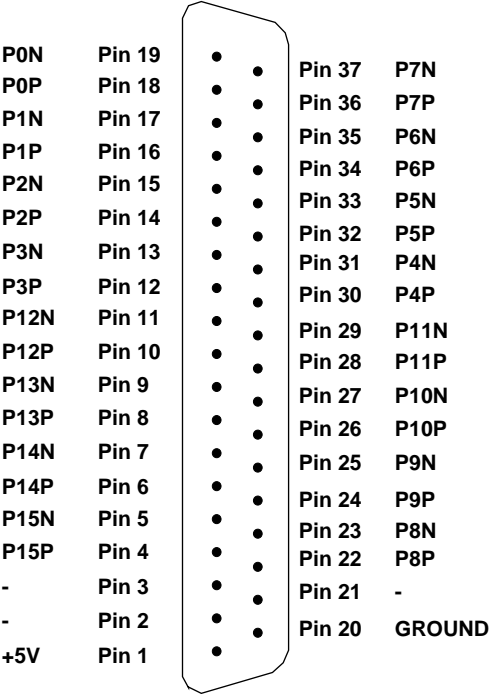 P0N Pin 19
P0P Pin 18
P1N Pin 17
P1P Pin 16
P2N Pin 15
P2P Pin 14
P3N Pin 13
P3P Pin 12
P12N Pin 11
P12P Pin 10
P13N Pin 9
P13P Pin 8
P14N Pin 7
P14P Pin 6
P15N Pin 5
P15P Pin 4
- Pin 3
- Pin 2
+5V Pin 1
Pin 37 P7N
Pin 36 P7P
Pin 35 P6N
Pin 34 P6P
Pin 33 P5N
Pin 32 P5P
Pin 31 P4N
Pin 30 P4P
Pin 29 P11N
Pin 28 P11P
Pin 27 P10N
Pin 26 P10P
Pin 25 P9N
Pin 24 P9P
Pin 23 P8N
Pin 22 P8P
Pin 21 -
Pin 20 GROUND